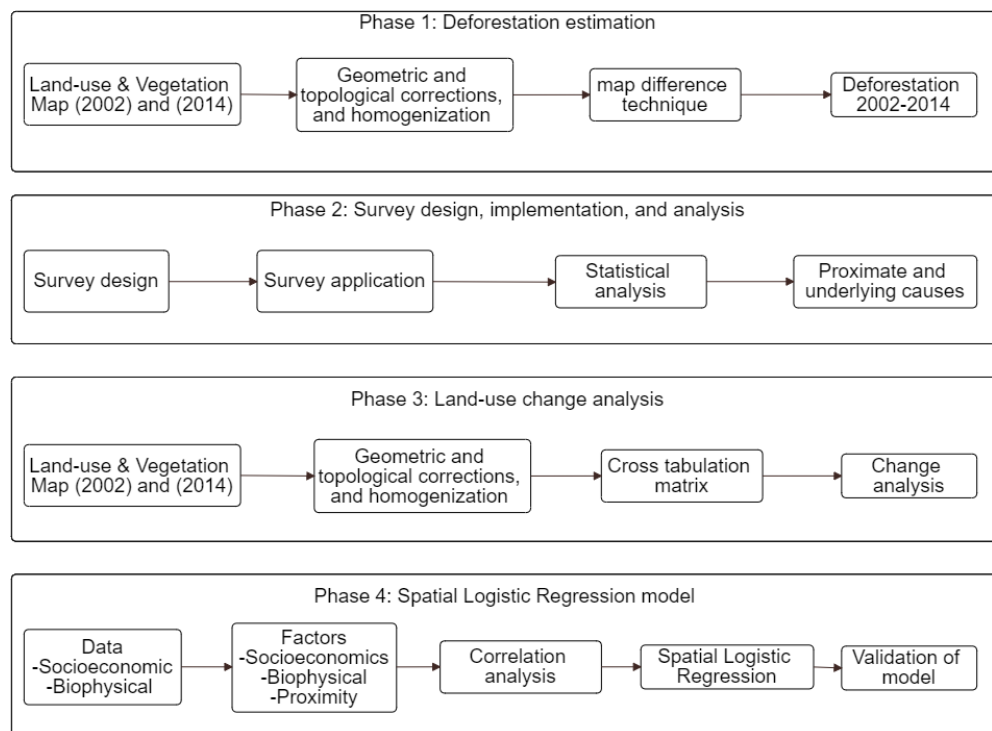 Phase 1: Deforestation estimation
Land-use & Vegetation
Map (2002) and (2014)
Geometric and
topological corrections,
and homogenization
map difference
technique
Deforestation
2002-2014
Phase 2: Survey design, implementation, and analysis
Survey design
Survey application
Statistical
analysis
Proximate and
underlying causes
Phase 3: Land-use change analysis
Land-use & Vegetation
Map (2002) and (2014)
Geometric and
topological corrections,
and homogenization
Cross tabulation
matrix
Change
analysis
Phase 4: Spatial Logistic Regression model
Data
-Socioeconomic
-Biophysical
Factors
-Socioeconomics
-Biophysical
-Proximity
Correlation
analysis
Spatial Logistic
Regression
Validation of
model